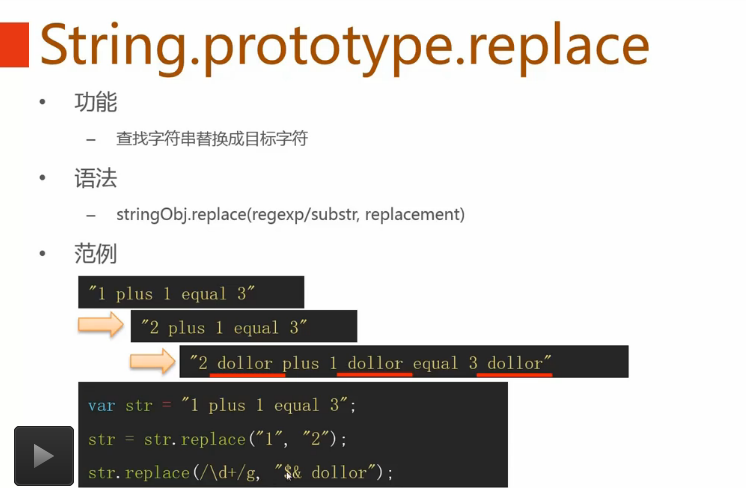 String.prototype.replace
• 功能
– 查找字符串替换成目标字符
• 语法
– stringObj.replace(regexp/substr, replacement)
• 范例
"1 plus 1 equal 3"
"2 plus 1 equal 3"
"2 dollor plus 1 dollor equal 3 dollor"
var str = "1 plus 1 equal 3";
str = str.replace("1", "2");
str.replace(/\d+/g, "$& dollor");